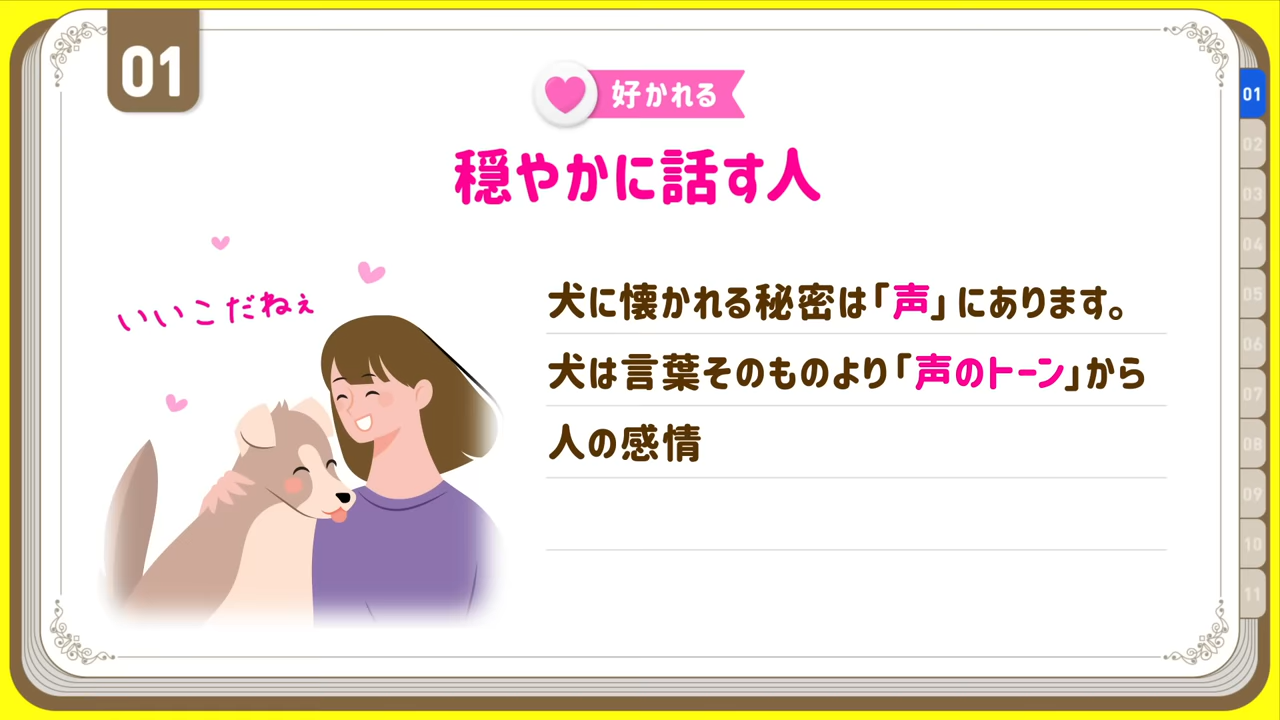 01
好かれる
穏やかに話す人
いいこだねぇ
犬に懐かれる秘密は「声」にあります。
犬は言葉そのものより「声のトーン」から
人の感情
01
02
03
04
05
06
07
08
09
10
11